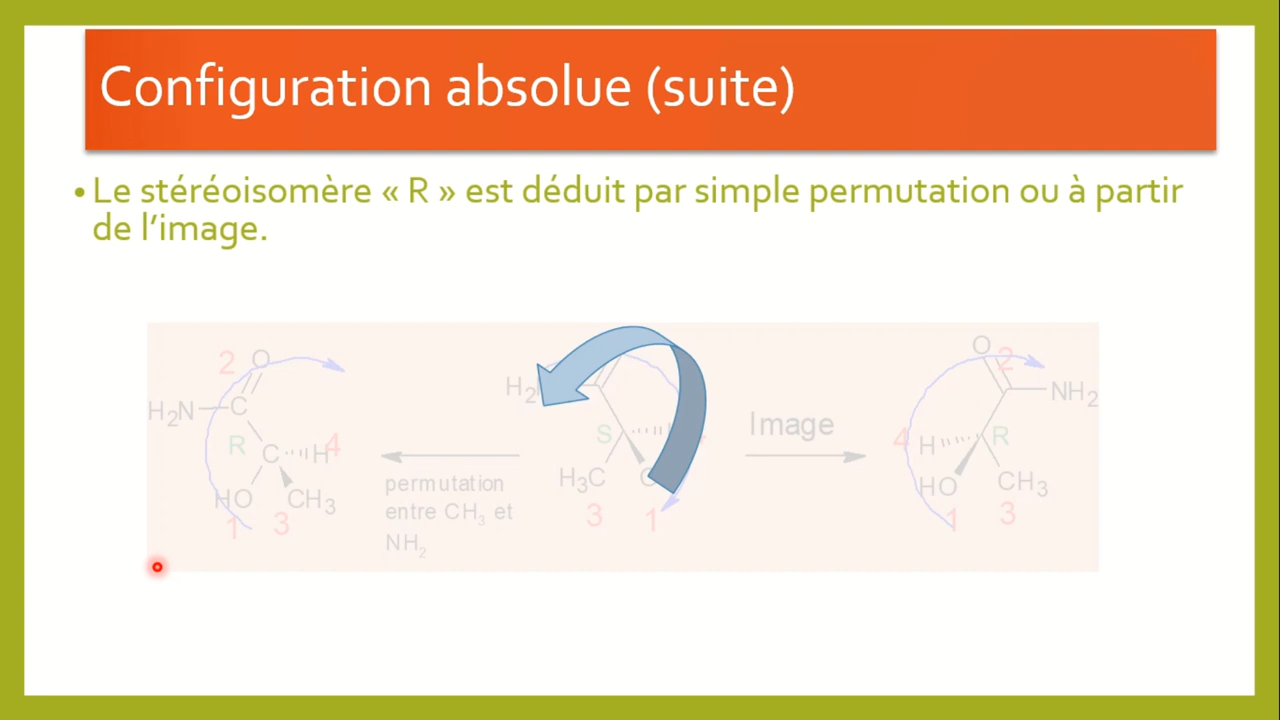 Configuration absolue (suite)
• Le stéréoisomère « R » est déduit par simple permutation ou à partir
de l’image.
2 O
H2N C
R C H 4
HO CH3
1 3
permutation
entre CH3 et
NH2
H2
S
H3C
3 1
Image
O 2
NH2
4 H R
HO CH3
1 3